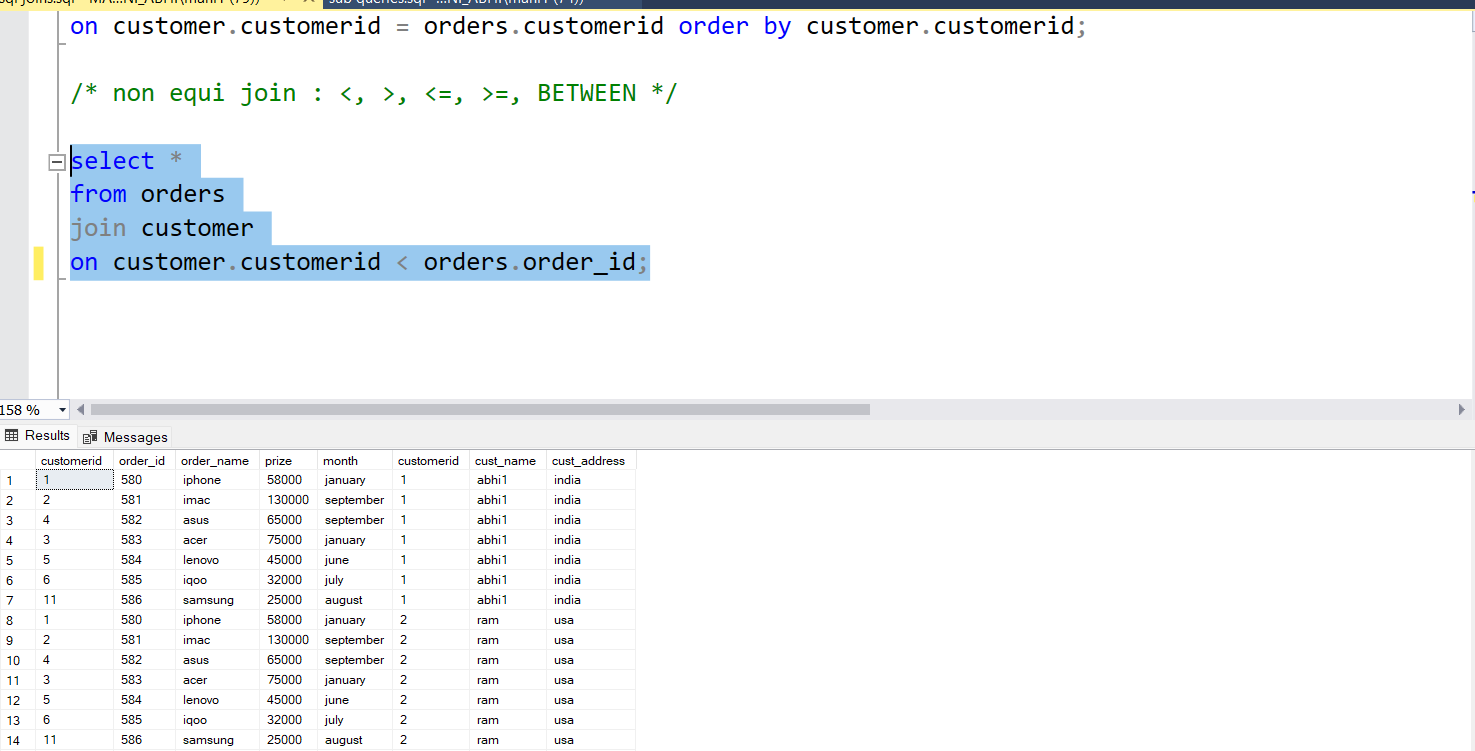 on customer.customerid = orders.customerid order by customer.customerid;
/* non equi join : <, >, <=, >=, BETWEEN */
select *
from orders
join customer
on customer.customerid < orders.order_id;
158 %
Results Messages
customerid order_id order_name prize month customerid cust_name cust_address
1 1 580 iphone 58000 january 1 abhi1 india
2 2 581 imac 130000 september 1 abhi1 india
3 4 582 asus 65000 september 1 abhi1 india
4 3 583 acer 75000 january 1 abhi1 india
5 5 584 lenovo 45000 june 1 abhi1 india
6 6 585 iqoo 32000 july 1 abhi1 india
7 11 586 samsung 25000 august 1 abhi1 india
8 1 580 iphone 58000 january 2 ram usa
9 2 581 imac 130000 september 2 ram usa
10 4 582 asus 65000 september 2 ram usa
11 3 583 acer 75000 january 2 ram usa
12 5 584 lenovo 45000 june 2 ram usa
13 6 585 iqoo 32000 july 2 ram usa
14 11 586 samsung 25000 august 2 ram usa